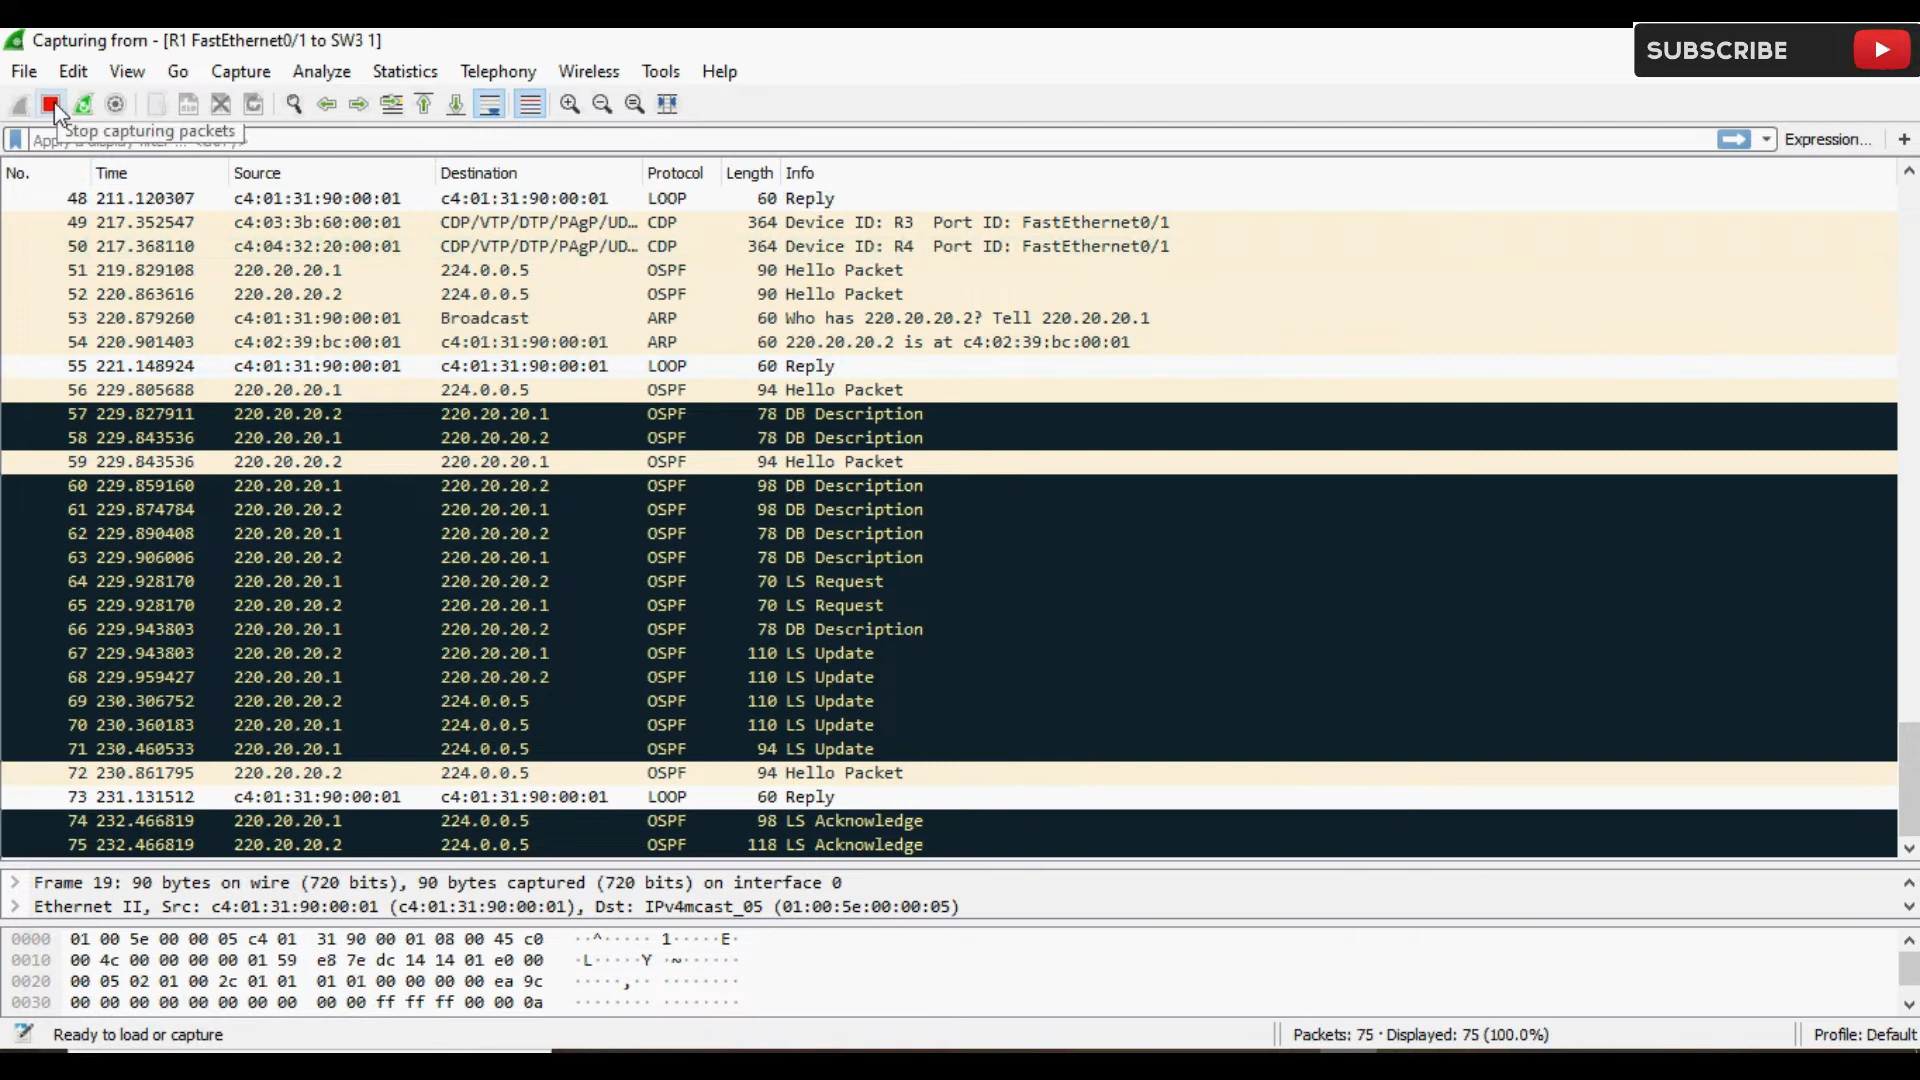 Capturing from - [R1 FastEthernet0/1 to SW3 1]
SUBSCRIBE
File Edit View Go Capture Analyze Statistics Telephony Wireless Tools Help
Stop capturing packets
Expression... +
No. Time Source Destination Protocol Length Info
48 211.120307 c4:01:31:90:00:01 c4:01:31:90:00:01 LOOP 60 Reply
49 217.352547 c4:03:3b:60:00:01 CDP/VTP/DTP/PAgP/UD… CDP 364 Device ID: R3 Port ID: FastEthernet0/1
50 217.368110 c4:04:32:20:00:01 CDP/VTP/DTP/PAgP/UD… CDP 364 Device ID: R4 Port ID: FastEthernet0/1
51 219.829108 220.20.20.1 224.0.0.5 OSPF 90 Hello Packet
52 220.863616 220.20.20.2 224.0.0.5 OSPF 90 Hello Packet
53 220.879260 c4:01:31:90:00:01 Broadcast ARP 60 Who has 220.20.20.2? Tell 220.20.20.1
54 220.901403 c4:02:39:bc:00:01 c4:01:31:90:00:01 ARP 60 220.20.20.2 is at c4:02:39:bc:00:01
55 221.148924 c4:01:31:90:00:01 c4:01:31:90:00:01 LOOP 60 Reply
56 229.805688 220.20.20.1 224.0.0.5 OSPF 94 Hello Packet
57 229.827911 220.20.20.2 220.20.20.1 OSPF 78 DB Description
58 229.843536 220.20.20.1 220.20.20.2 OSPF 78 DB Description
59 229.843536 220.20.20.2 220.20.20.1 OSPF 94 Hello Packet
60 229.859160 220.20.20.1 220.20.20.2 OSPF 98 DB Description
61 229.874784 220.20.20.2 220.20.20.1 OSPF 98 DB Description
62 229.890408 220.20.20.1 220.20.20.2 OSPF 78 DB Description
63 229.906006 220.20.20.2 220.20.20.1 OSPF 78 DB Description
64 229.928170 220.20.20.1 220.20.20.2 OSPF 70 LS Request
65 229.928170 220.20.20.2 220.20.20.1 OSPF 70 LS Request
66 229.943803 220.20.20.1 220.20.20.2 OSPF 78 DB Description
67 229.943803 220.20.20.2 220.20.20.1 OSPF 110 LS Update
68 229.959427 220.20.20.1 220.20.20.2 OSPF 110 LS Update
69 230.306752 220.20.20.2 224.0.0.5 OSPF 110 LS Update
70 230.360183 220.20.20.1 224.0.0.5 OSPF 110 LS Update
71 230.460533 220.20.20.1 224.0.0.5 OSPF 94 LS Update
72 230.861795 220.20.20.2 224.0.0.5 OSPF 94 Hello Packet
73 231.131512 c4:01:31:90:00:01 c4:01:31:90:00:01 LOOP 60 Reply
74 232.466819 220.20.20.1 224.0.0.5 OSPF 98 LS Acknowledge
75 232.466819 220.20.20.2 224.0.0.5 OSPF 118 LS Acknowledge
Frame 19: 90 bytes on wire (720 bits), 90 bytes captured (720 bits) on interface 0
Ethernet II, Src: c4:01:31:90:00:01 (c4:01:31:90:00:01), Dst: IPv4mcast_05 (01:00:5e:00:00:05)
0000 01 00 5e 00 00 05 c4 01 31 90 00 01 08 00 45 c0 ··^····· 1·····E·
0010 00 4c 00 00 00 00 01 59 e8 7e dc 14 14 01 e0 00 ·L·····Y ·~······
0020 00 05 02 01 00 2c 01 01 01 01 00 00 00 00 ea 9c ·····,·· ········
0030 00 00 00 00 00 00 00 00 00 00 ff ff ff 00 00 0a ········ ········
Ready to load or capture
Packets: 75 · Displayed: 75 (100.0%)
Profile: Default